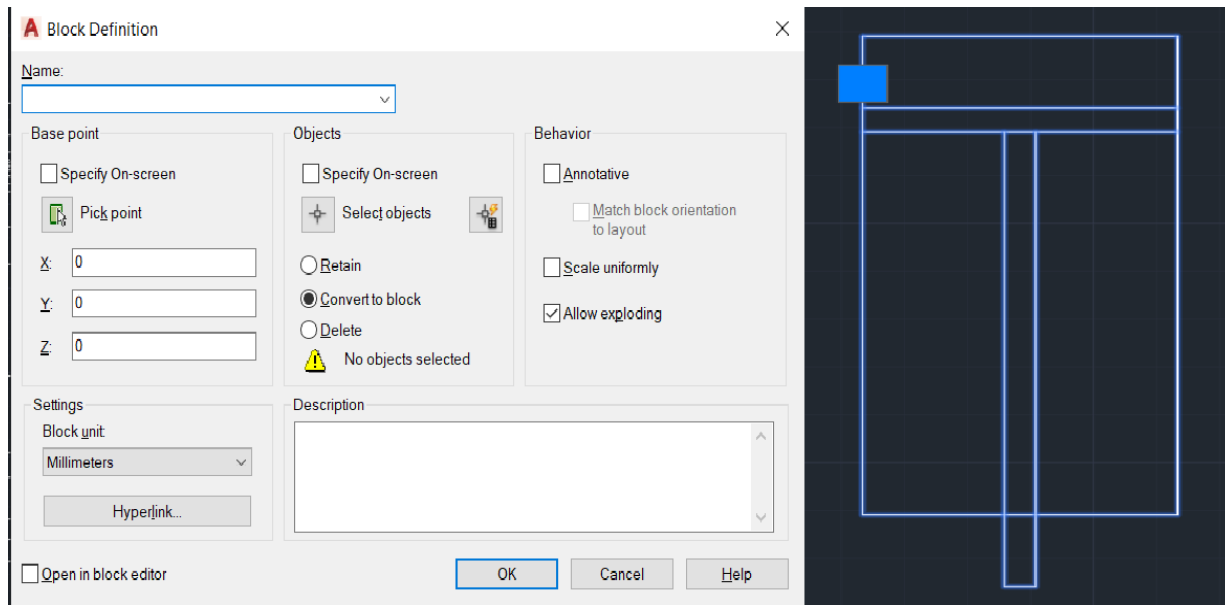 Block Definition
Name:
Base point
Specify On-screen
Pick point
X: 0
Y: 0
Z: 0
Objects
Specify On-screen
Select objects
Retain
Convert to block
Delete
No objects selected
Behavior
Annotative
Match block orientation
to layout
Scale uniformly
Allow exploding
Settings
Block unit:
Millimeters
Hyperlink...
Description
Open in block editor
OK
Cancel
Help